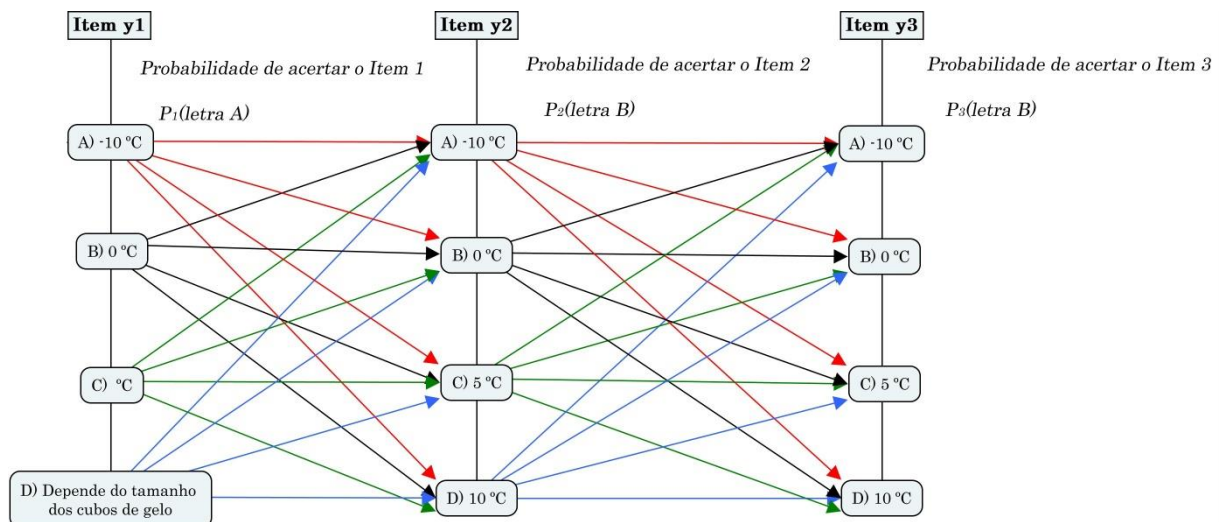 Item y1
Item y2
Item y3
Probabilidade de acertar o Item 1
Probabilidade de acertar o Item 2
Probabilidade de acertar o Item 3
P1(letra A)
P2(letra B)
P3(letra B)
A) -10 ºC
A) -10 ºC
A) -10 ºC
B) 0 ºC
B) 0 ºC
B) 0 ºC
C) ºC
C) 5 ºC
C) 5 ºC
D) Depende do tamanho
dos cubos de gelo
D) 10 ºC
D) 10 ºC